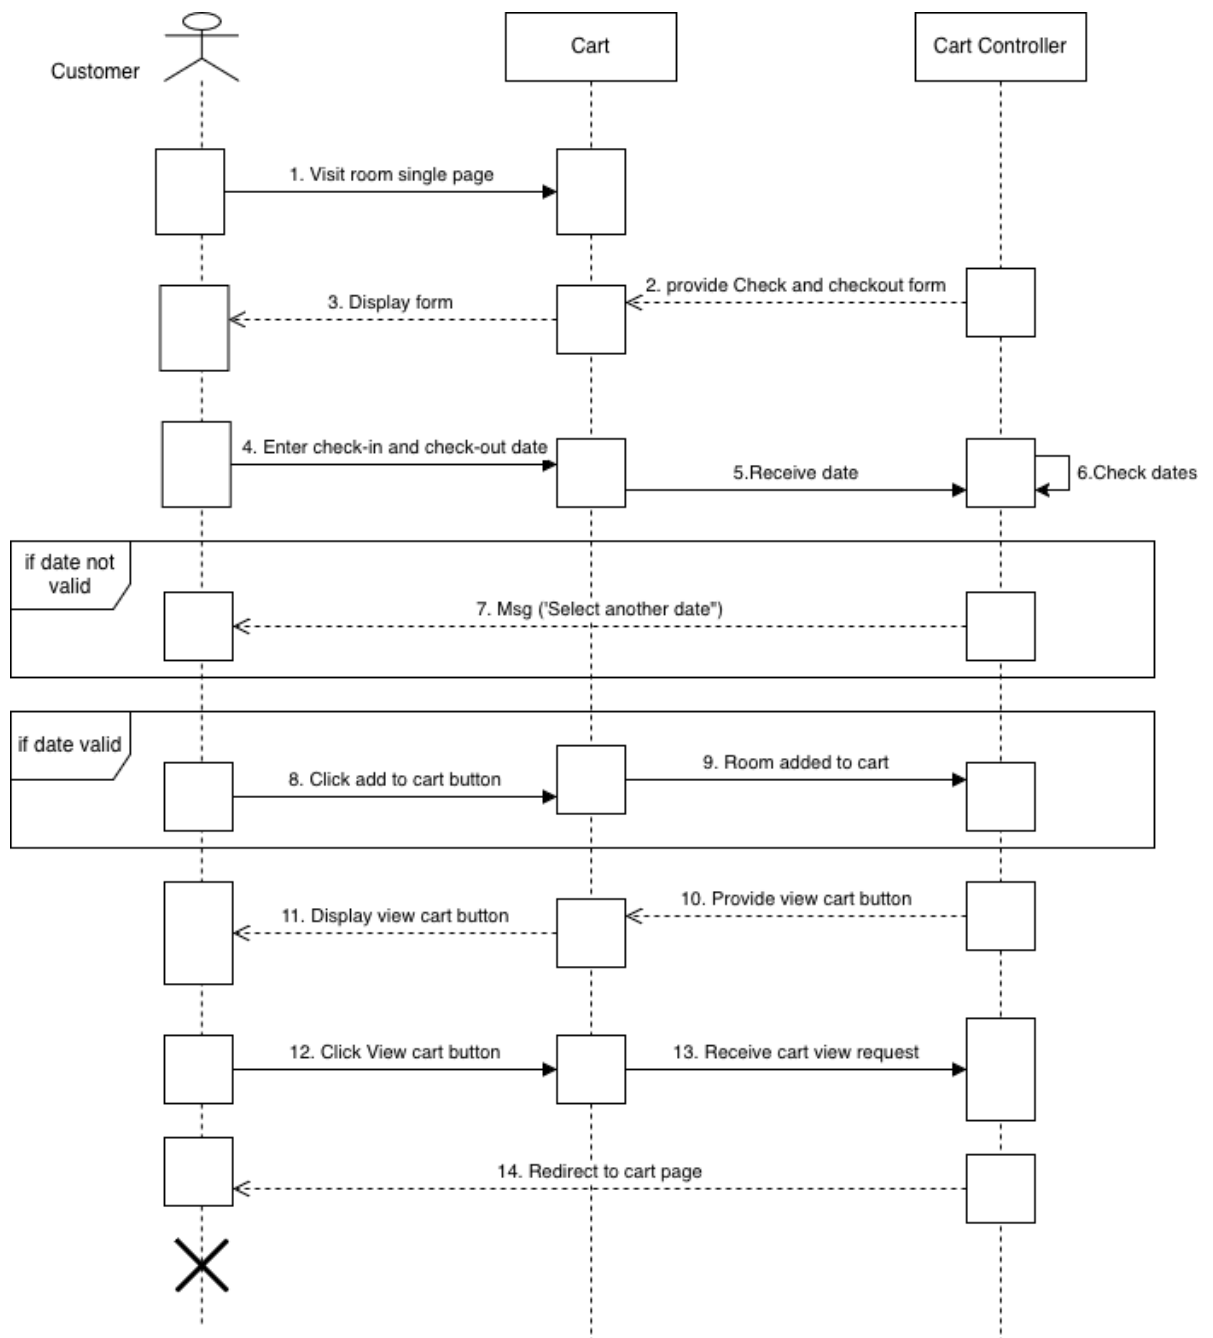 Customer
Cart
Cart Controller
1. Visit room single page
2. provide Check and checkout form
3. Display form
4. Enter check-in and check-out date
5.Receive date
6.Check dates
if date not
valid
7. Msg ('Select another date")
if date valid
8. Click add to cart button
9. Room added to cart
10. Provide view cart button
11. Display view cart button
12. Click View cart button
13. Receive cart view request
14. Redirect to cart page